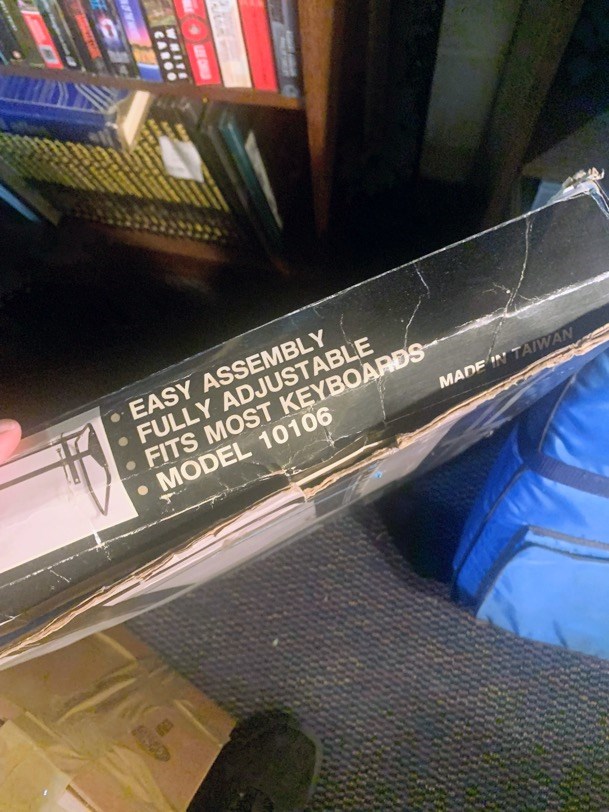 • EASY ASSEMBLY
• FULLY ADJUSTABLE
• FITS MOST KEYBOARDS
• MODEL 10106
MADE IN TAIWAN